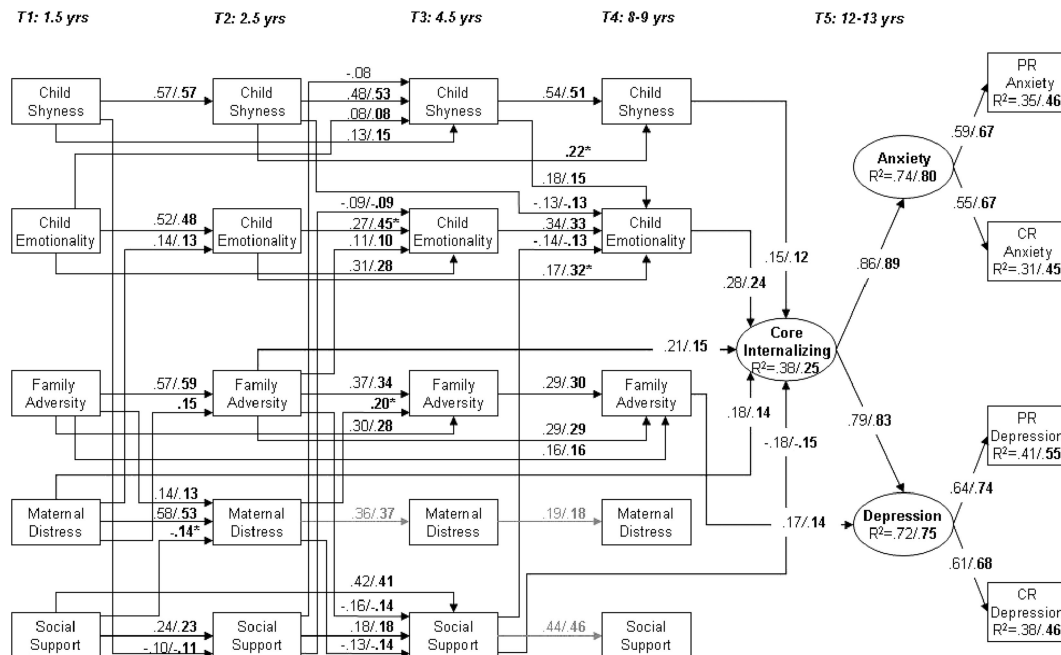 T1: 1.5 yrs
T2: 2.5 yrs
T3: 4.5 yrs
T4: 8-9 yrs
T5: 12-13 yrs
Child
Shyness
.57/.57
Child
Shyness
-.08
.48/.53
.08/.08
.13/.15
Child
Shyness
.54/.51
Child
Shyness
.22*
.18/.15
PR
Anxiety
R²=.35/.46
.59/.67
Anxiety
R²=.74/.80
.55/.67
CR
Anxiety
R²=.31/.45
Child
Emotionality
.52/.48
.14/.13
Child
Emotionality
-.09/-.09
.27/.45*
.11/.10
.31/.28
Child
Emotionality
-.13/-.13
.34/.33
-.14/-.13
.17/.32*
Child
Emotionality
.15/.12
.28/.24
.86/.89
Core
Internalizing
R²=.38/.25
.21/.15
.18/.14
-.18/-.15
.79/.83
Family
Adversity
.57/.59
.15
Family
Adversity
.37/.34
.20*
.30/.28
Family
Adversity
.29/.30
.29/.29
.16/.16
Family
Adversity
PR
Depression
R²=.41/.55
.64/.74
Depression
R²=.72/.75
.61/.68
CR
Depression
R²=.38/.46
Maternal
Distress
.14/.13
.58/.53
-.14*
Maternal
Distress
.36/.37
Maternal
Distress
.19/.18
Maternal
Distress
.17/.14
Social
Support
.24/.23
-.10/-.11
Social
Support
.42/.41
-.16/-.14
.18/.18
-.13/-.14
Social
Support
.44/.46
Social
Support